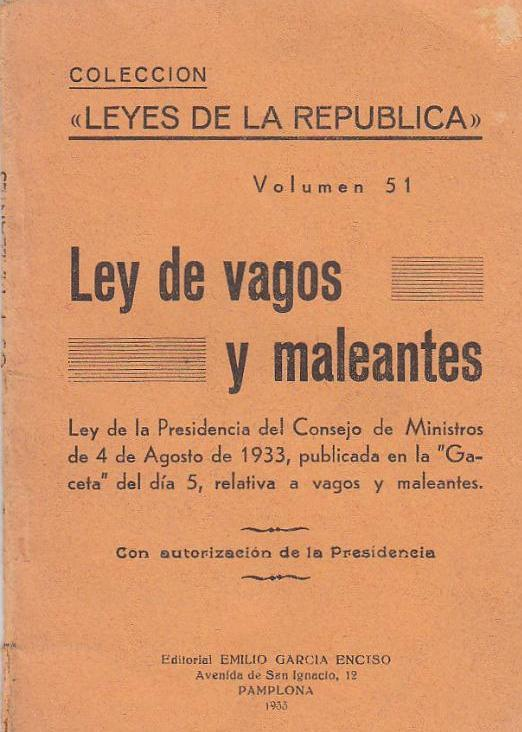 COLECCION
«LEYES DE LA REPUBLICA»
Volumen 51
Ley de vagos
y maleantes
Ley de la Presidencia del Consejo de Ministros
de 4 de Agosto de 1933, publicada en la "Ga-
ceta" del día 5, relativa a vagos y maleantes.
Con autorización de la Presidencia
Editorial EMILIO GARCIA ENCISO
Avenida de San Ignacio, 12
PAMPLONA
1933